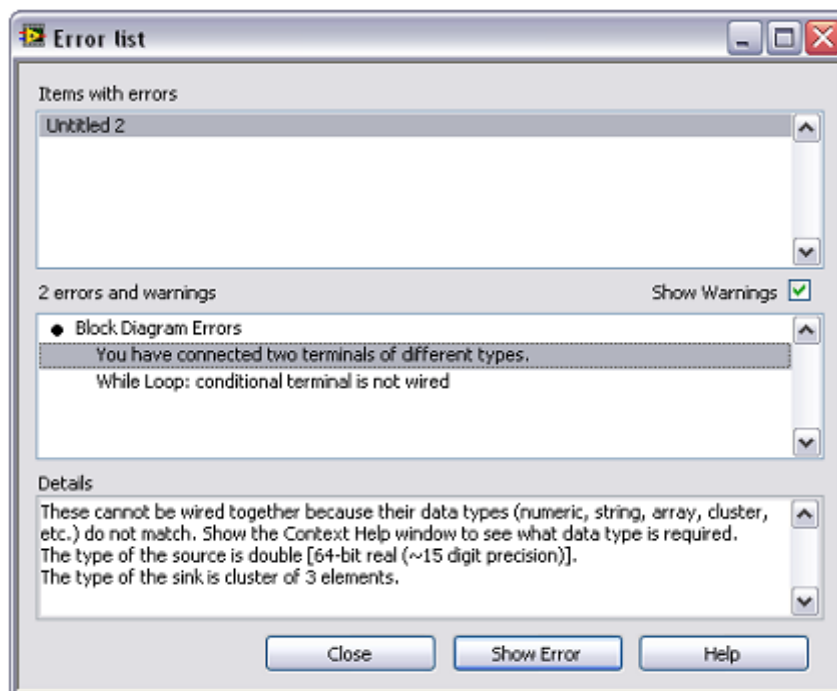 Error list
Items with errors
Untitled 2
2 errors and warnings
Show Warnings
Block Diagram Errors
You have connected two terminals of different types.
While Loop: conditional terminal is not wired
Details
These cannot be wired together because their data types (numeric, string, array, cluster,
etc.) do not match. Show the Context Help window to see what data type is required.
The type of the source is double [64-bit real (~15 digit precision)].
The type of the sink is cluster of 3 elements.
Close
Show Error
Help